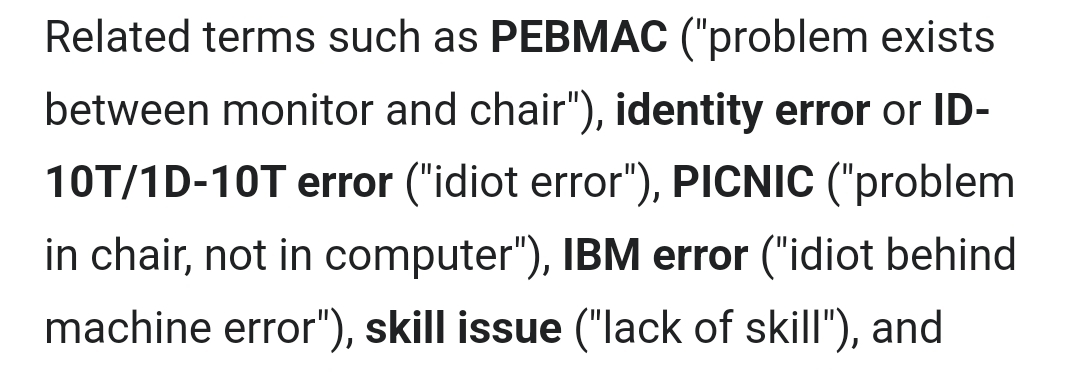 Related terms such as PEBMAC ("problem exists
between monitor and chair"), identity error or ID-
10T/1D-10T error ("idiot error"), PICNIC ("problem
in chair, not in computer"), IBM error ("idiot behind
machine error"), skill issue ("lack of skill"), and